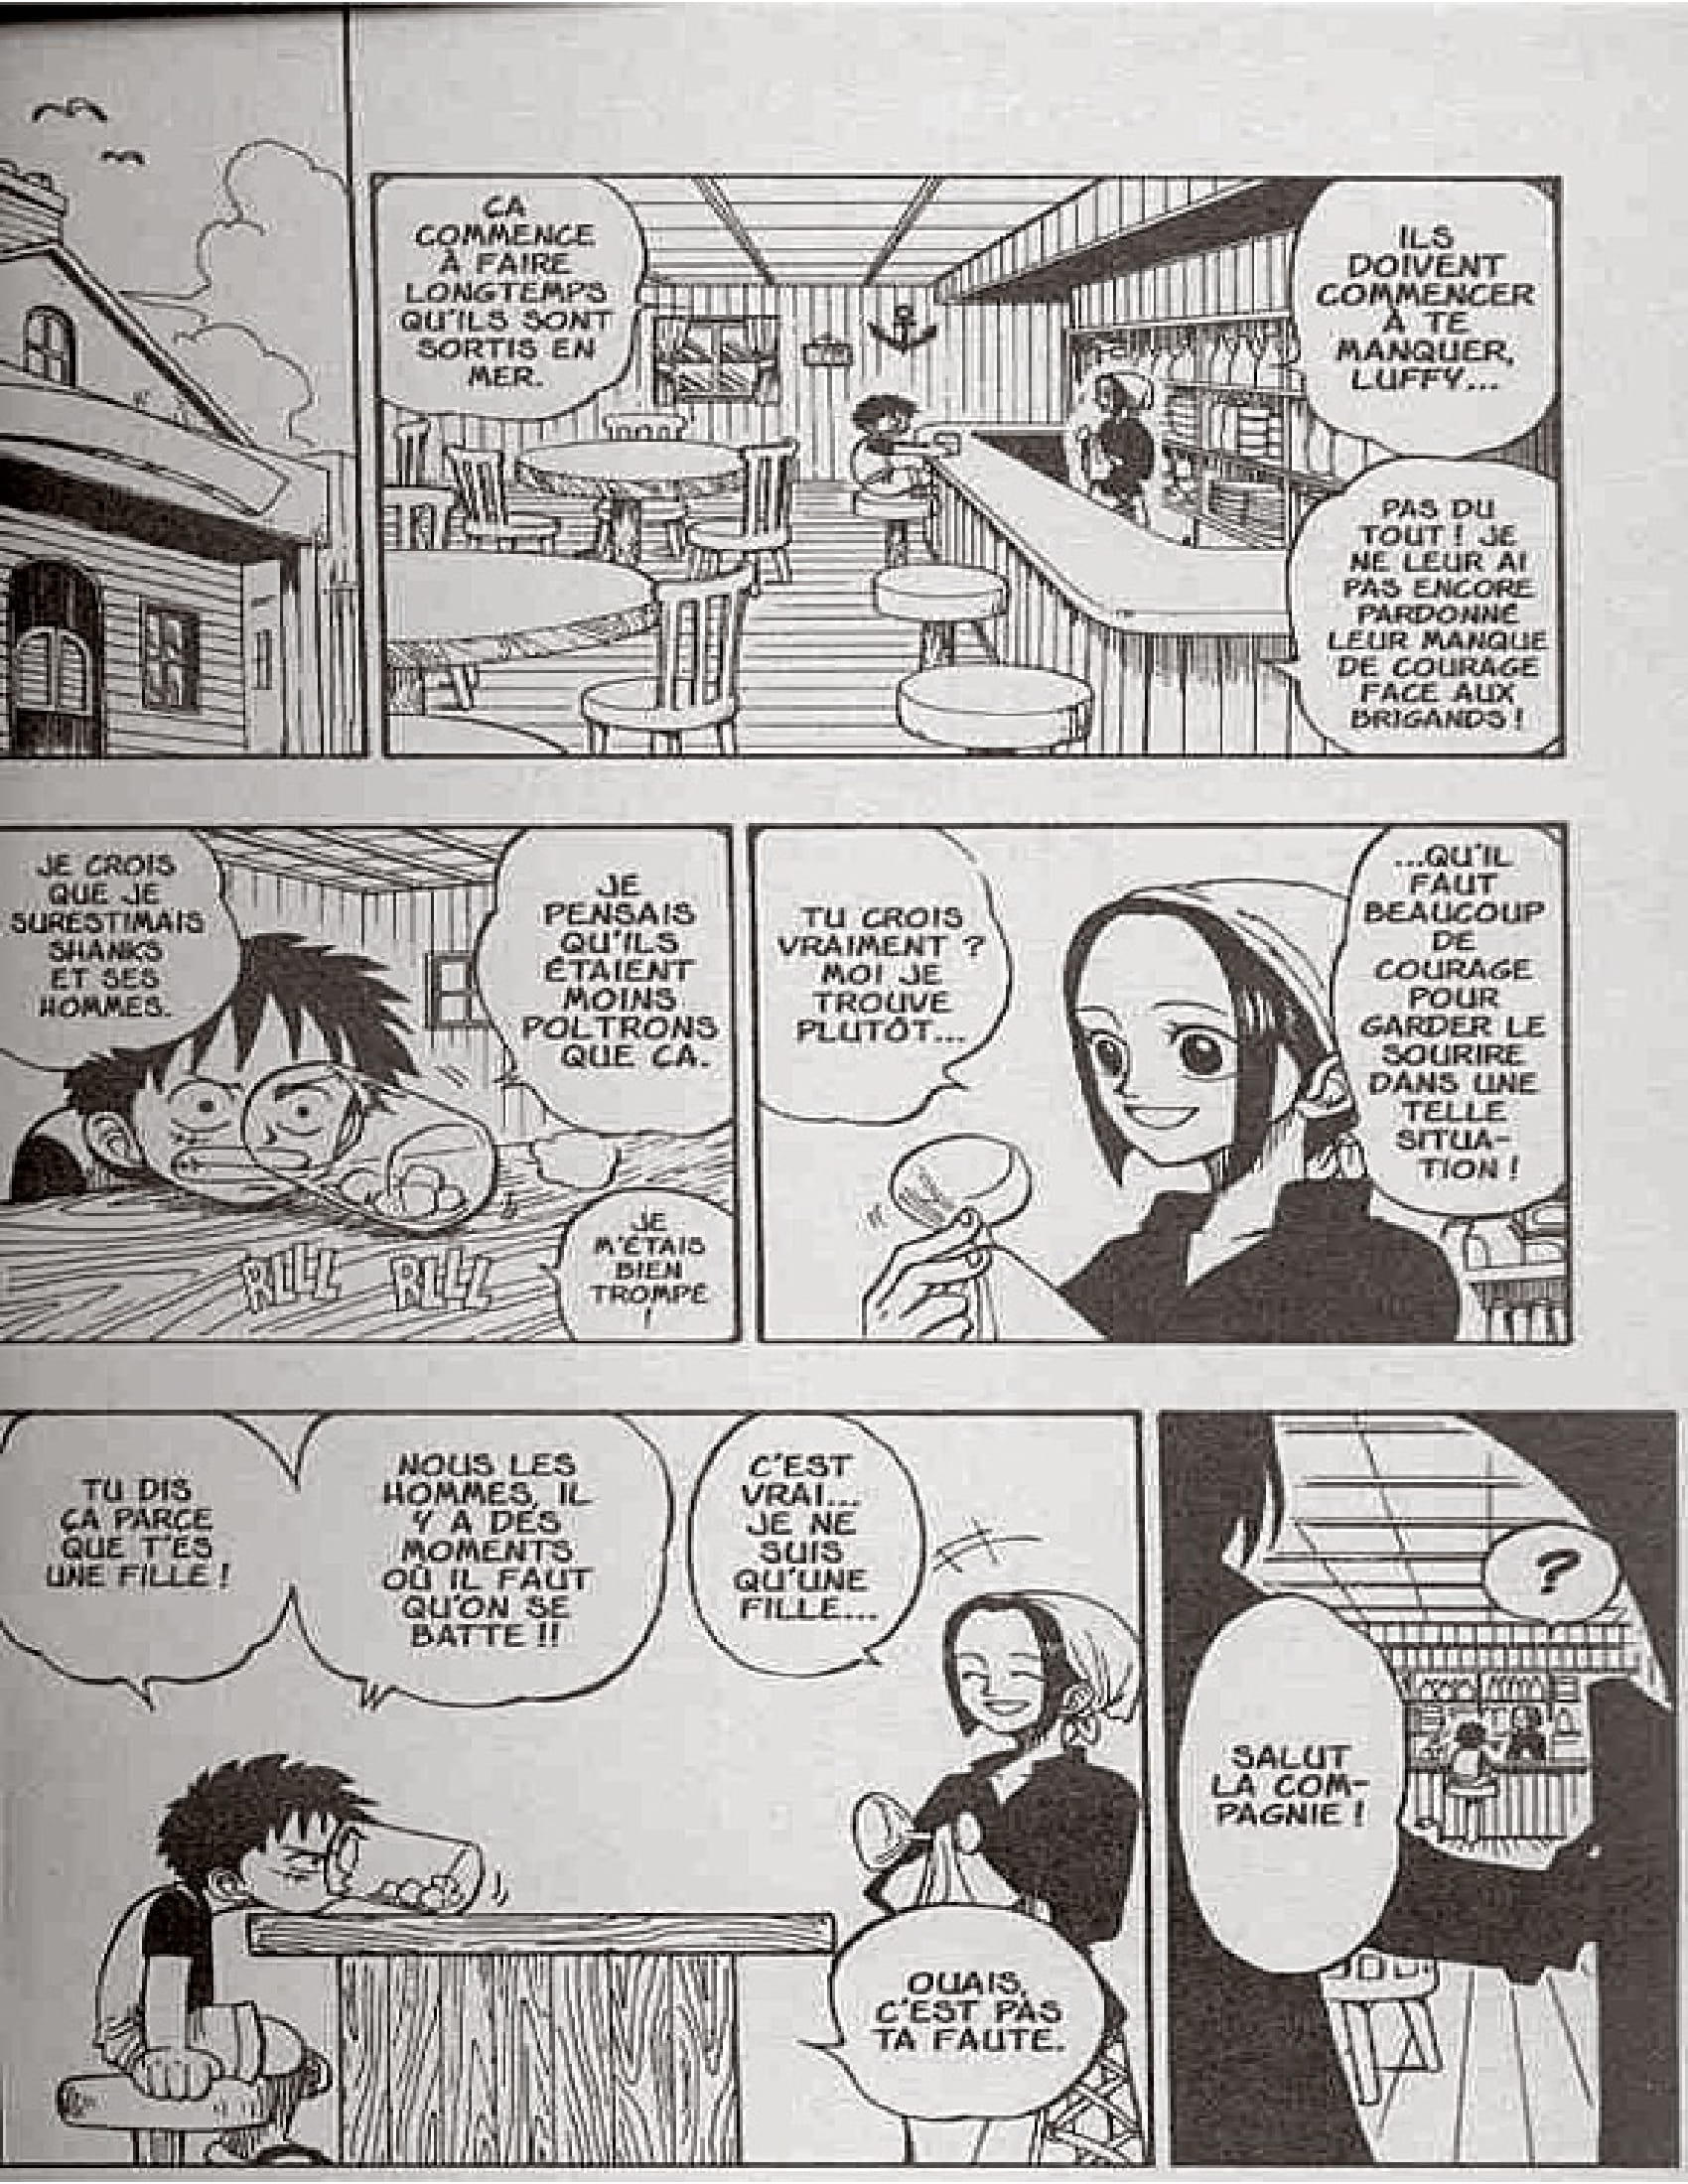 ÇA
COMMENCE
À FAIRE
LONGTEMPS
QU'ILS SONT
SORTIS EN
MER.
ILS
DOIVENT
COMMENCER
À TE
MANQUER,
LUFFY...
PAS DU
TOUT ! JE
NE LEUR AI
PAS ENCORE
PARDONNÉ
LEUR MANQUE
DE COURAGE
FACE AUX
BRIGANDS !
JE CROIS
QUE JE
SURESTIMAIS
SHANKS
ET SES
HOMMES.
JE
PENSAIS
QU'ILS
ÉTAIENT
MOINS
POLTRONS
QUE ÇA.
JE
M'ÉTAIS
BIEN
TROMPÉ
!
RLLL RLLL
TU CROIS
VRAIMENT ?
MOI JE
TROUVE
PLUTÔT...
...QU'IL
FAUT
BEAUCOUP
DE
COURAGE
POUR
GARDER LE
SOURIRE
DANS UNE
TELLE
SITUA-
TION !
TU DIS
ÇA PARCE
QUE T'ES
UNE FILLE !
NOUS LES
HOMMES, IL
Y A DES
MOMENTS
OÙ IL FAUT
QU'ON SE
BATTE !!
C'EST
VRAI...
JE NE
SUIS
QU'UNE
FILLE...
OUAIS,
C'EST PAS
TA FAUTE.
SALUT
LA COM-
PAGNIE !
?